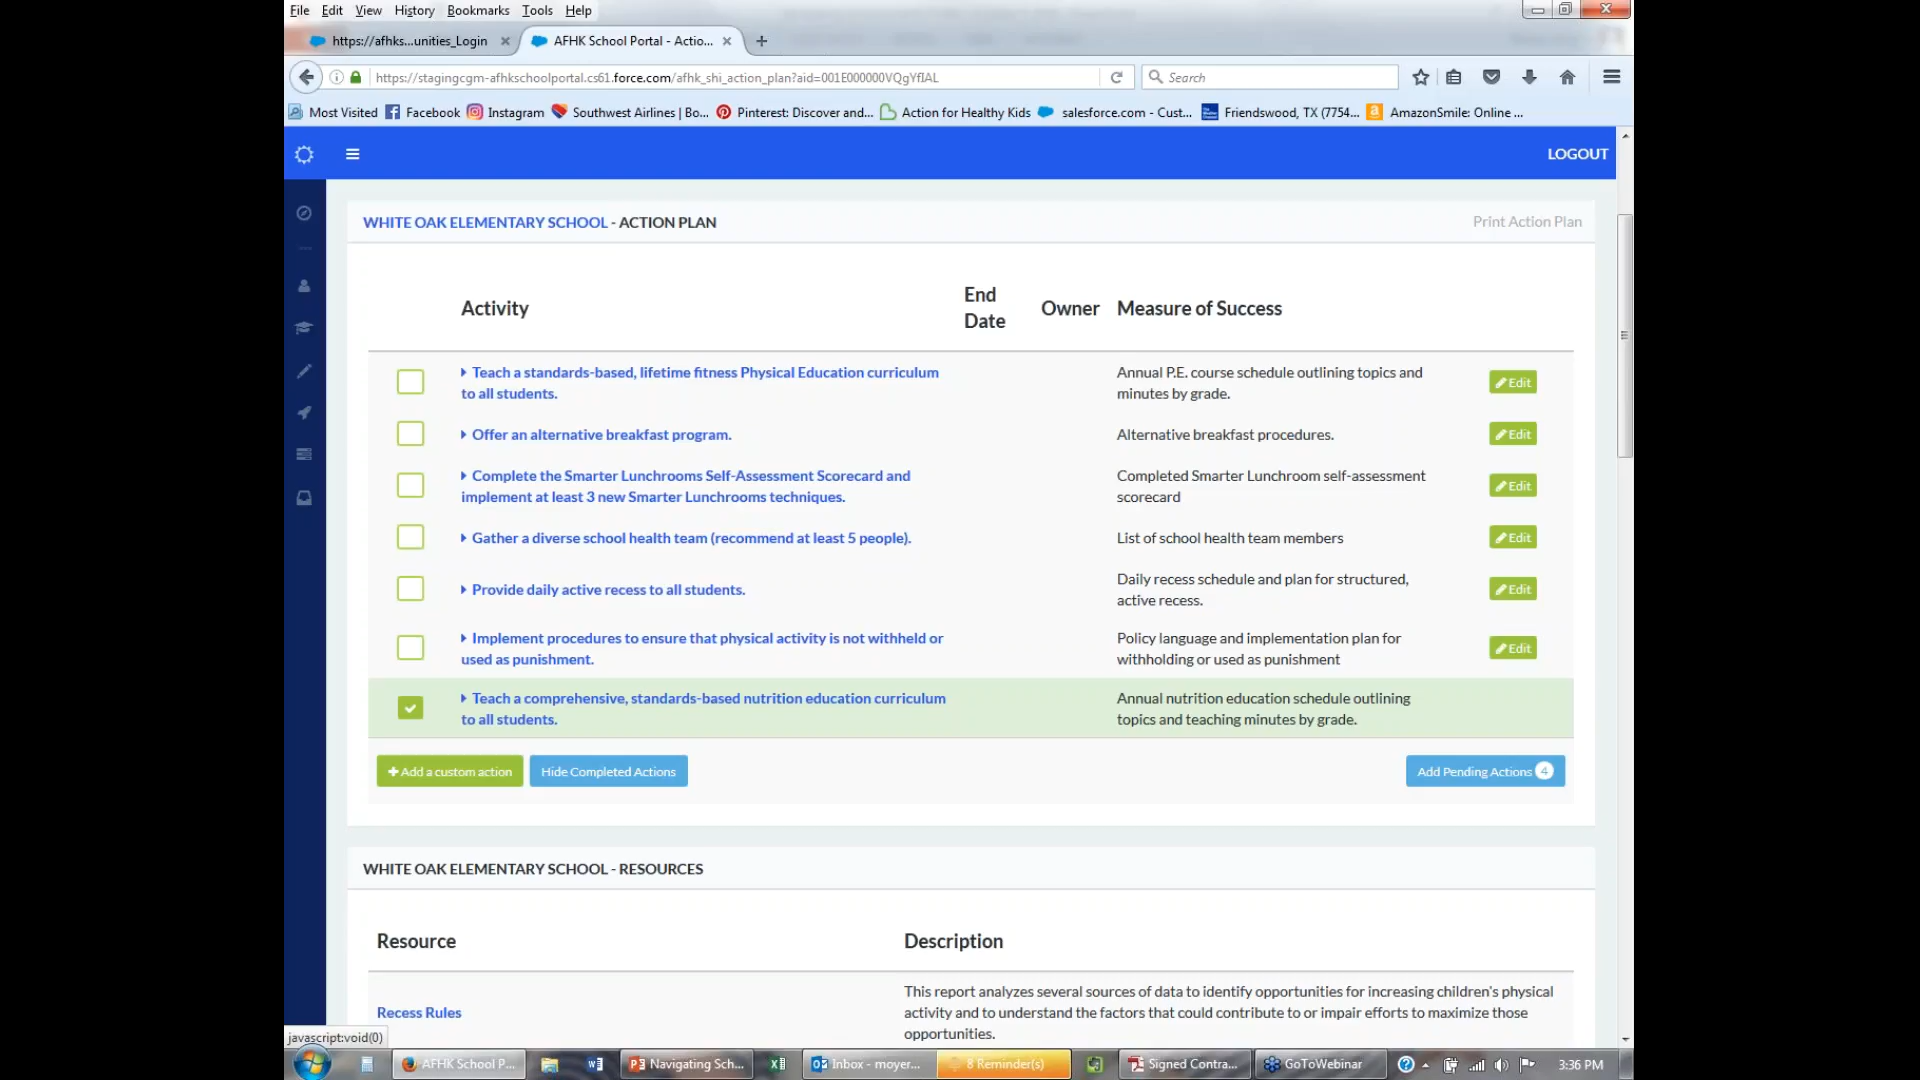 File Edit View History Bookmarks Tools Help
https://afhks...unities_Login
AFHK School Portal - Actio...
https://stagingcgm-afhkschoolportal.cs61.force.com/afhk_shi_action_plan?aid=001E000000VQgYfIAL
Search
Most Visited Facebook Instagram Southwest Airlines | Bo... Pinterest: Discover and... Action for Healthy Kids salesforce.com - Cust... Friendswood, TX (7754... AmazonSmile: Online ...
LOGOUT
WHITE OAK ELEMENTARY SCHOOL - ACTION PLAN
Print Action Plan
Activity
End
Date
Owner
Measure of Success
Teach a standards-based, lifetime fitness Physical Education curriculum
to all students.
Annual P.E. course schedule outlining topics and
minutes by grade.
Edit
Offer an alternative breakfast program.
Alternative breakfast procedures.
Edit
Complete the Smarter Lunchrooms Self-Assessment Scorecard and
implement at least 3 new Smarter Lunchrooms techniques.
Completed Smarter Lunchroom self-assessment
scorecard
Edit
Gather a diverse school health team (recommend at least 5 people).
List of school health team members
Edit
Provide daily active recess to all students.
Daily recess schedule and plan for structured,
active recess.
Edit
Implement procedures to ensure that physical activity is not withheld or
used as punishment.
Policy language and implementation plan for
withholding or used as punishment
Edit
Teach a comprehensive, standards-based nutrition education curriculum
to all students.
Annual nutrition education schedule outlining
topics and teaching minutes by grade.
+ Add a custom action
Hide Completed Actions
Add Pending Actions 4
WHITE OAK ELEMENTARY SCHOOL - RESOURCES
Resource
Description
Recess Rules
This report analyzes several sources of data to identify opportunities for increasing children's physical
activity and to understand the factors that could contribute to or impair efforts to maximize those
opportunities.
javascript:void(0)
AFHK School P...
Navigating Sch...
Inbox - moyer...
8 Reminder(s)
Signed Contra...
GoToWebinar
3:36 PM